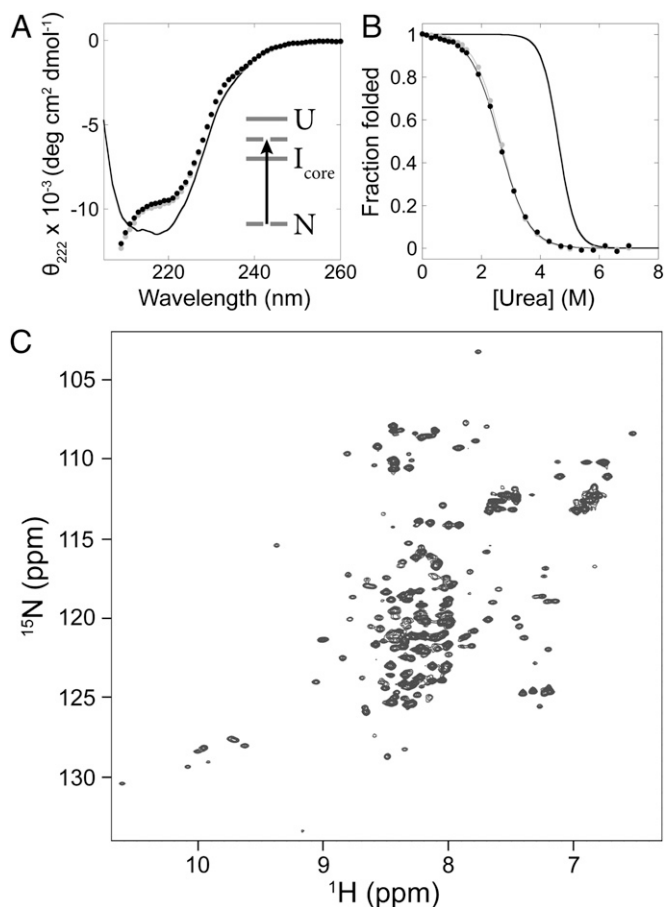 A
B
θ222 x 10-3 (deg cm2 dmol-1)
0
-5
-10
U
Icore
N
220
240
260
Wavelength (nm)
Fraction folded
1
0.8
0.6
0.4
0.2
0
0
2
4
6
8
[Urea] (M)
C
15N (ppm)
105
110
115
120
125
130
10
9
8
7
1H (ppm)